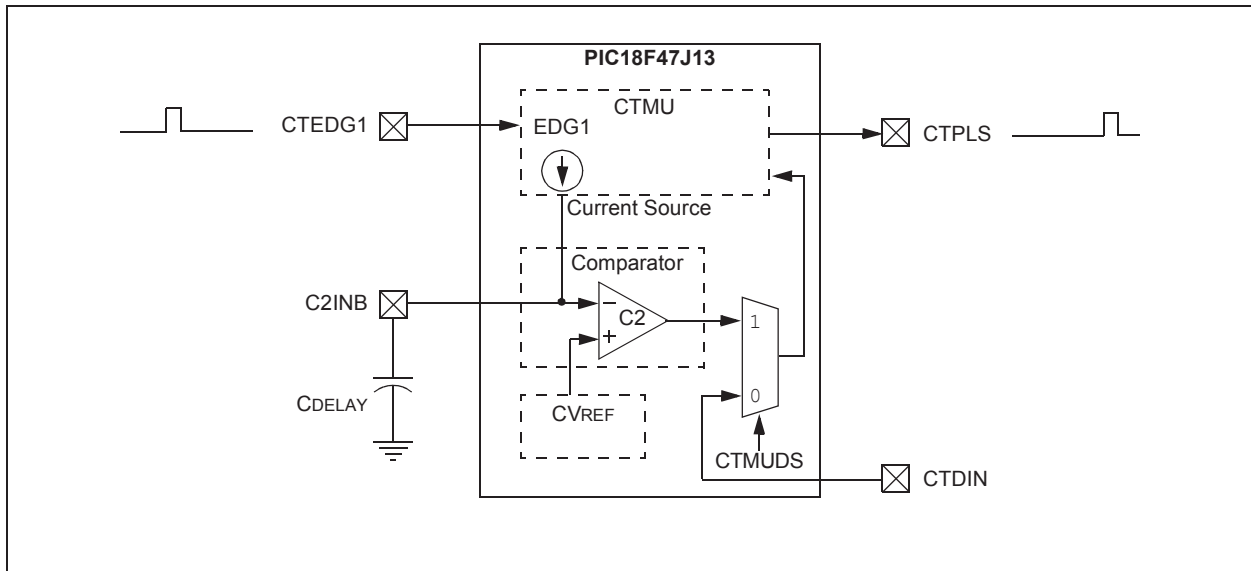 PIC18F47J13
CTMU
CTEDG1
EDG1
CTPLS
Current Source
Comparator
C2INB
−
C2
+
1
0
CDELAY
CVREF
CTMUDS
CTDIN